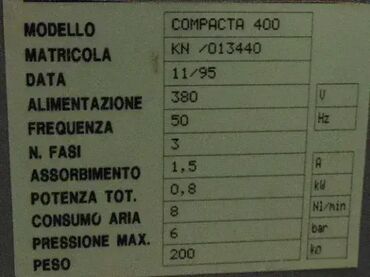 MODELLO COMPACTA 400
MATRICOLA KN /013440
DATA 11/95
ALIMENTAZIONE 380 V
FREQUENZA 50 Hz
N. FASI 3
ASSORBIMENTO 1,5 A
POTENZA TOT. 0,8 kW
CONSUMO ARIA 8 Nl/min
PRESSIONE MAX. 6 bar
PESO 200 kg